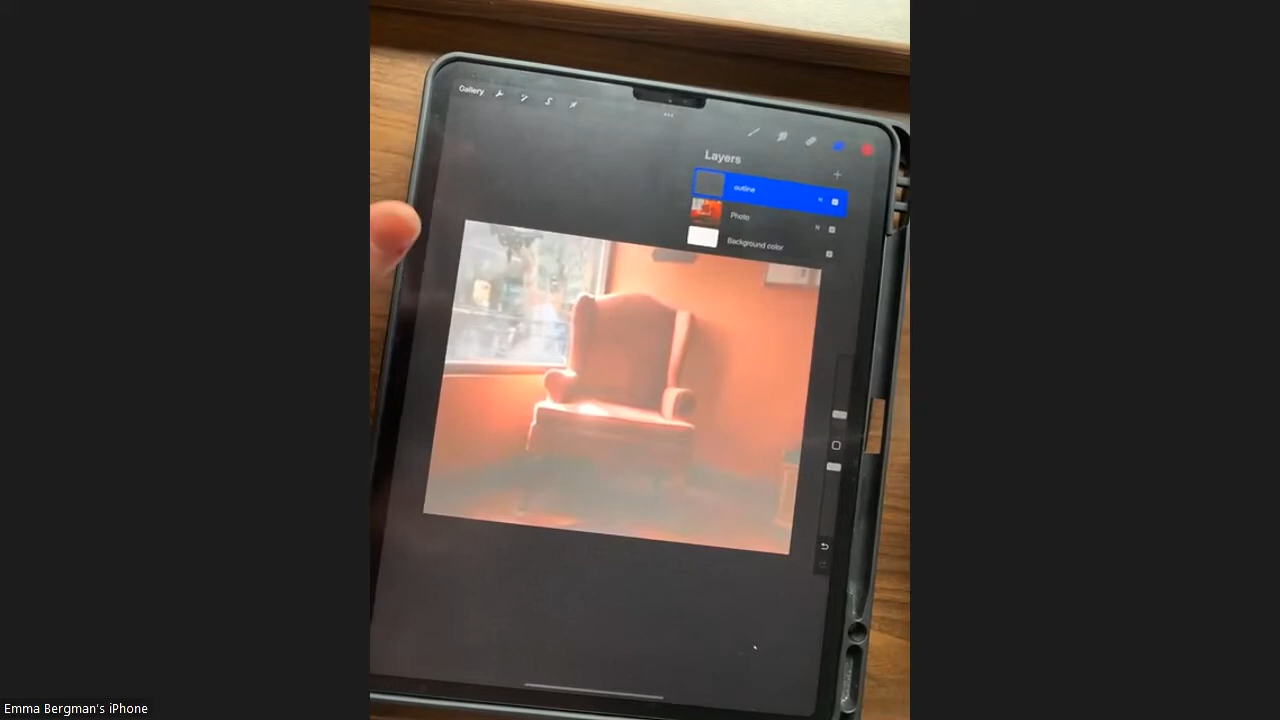 Gallery
Layers
outline
N
Photo
N
Background color
Emma Bergman's iPhone